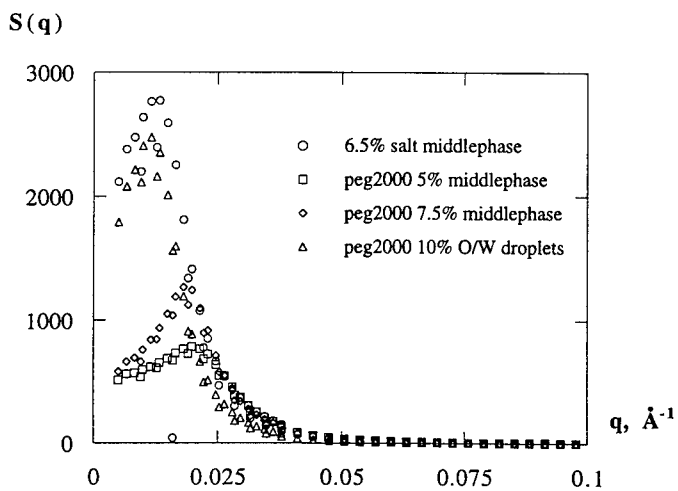 S(q)
3000
2000
1000
0
6.5% salt middlephase
peg2000 5% middlephase
peg2000 7.5% middlephase
peg2000 10% O/W droplets
q, Å-1
0
0.025
0.05
0.075
0.1